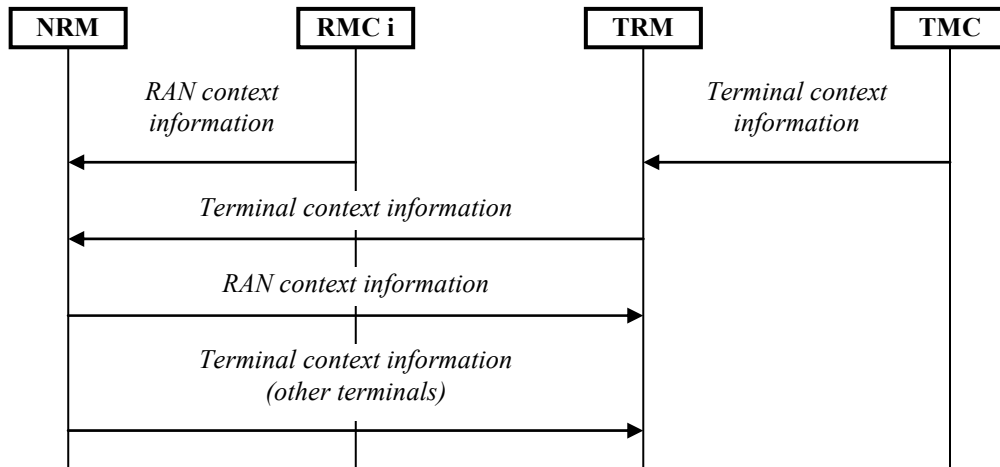 NRM RMC i TRM TMC
RAN context
information
Terminal context
information
Terminal context information
RAN context information
Terminal context information
(other terminals)